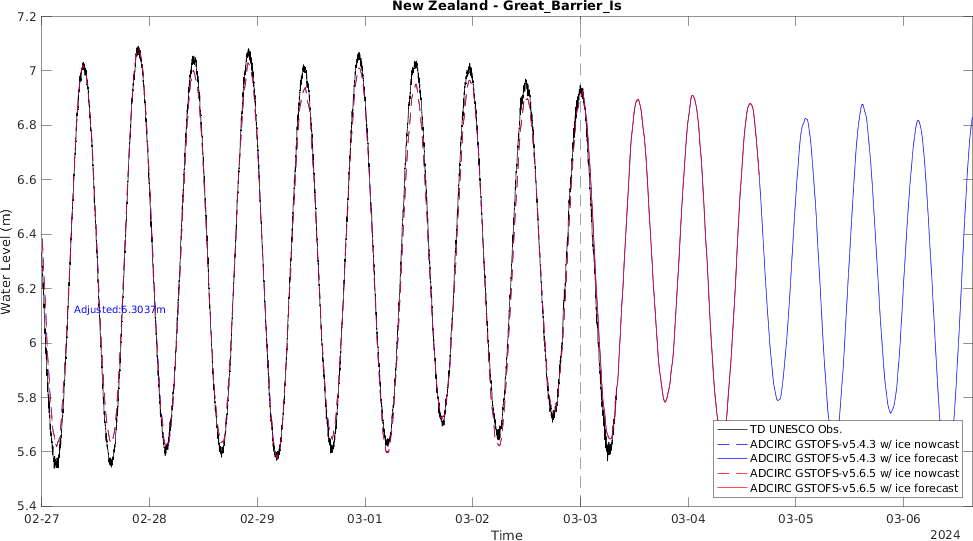 New Zealand - Great_Barrier_Is
7.2
7
6.8
6.6
6.4
6.2
6
5.8
5.6
5.4
Water Level (m)
Adjusted:6.3037m
TD UNESCO Obs.
ADCIRC GSTOFS-v5.4.3 w/ ice nowcast
ADCIRC GSTOFS-v5.4.3 w/ ice forecast
ADCIRC GSTOFS-v5.6.5 w/ ice nowcast
ADCIRC GSTOFS-v5.6.5 w/ ice forecast
02-27 02-28 02-29 03-01 03-02 03-03 03-04 03-05 03-06
Time
2024